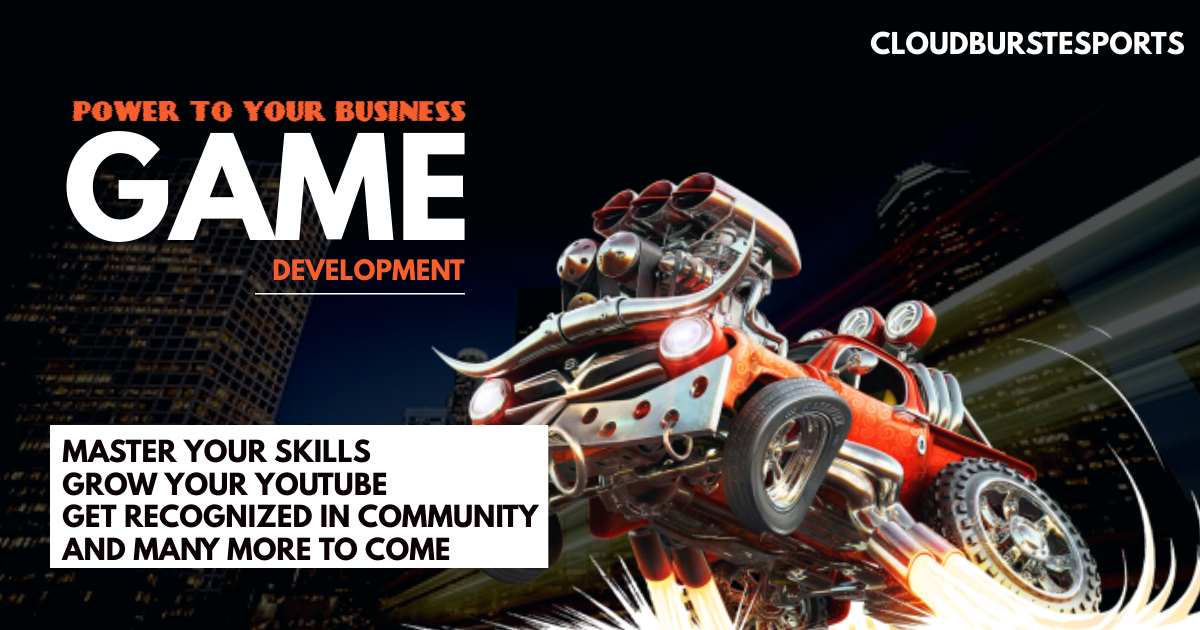 CLOUDBURSTESPORTS
POWER TO YOUR BUSINESS
GAME
DEVELOPMENT
MASTER YOUR SKILLS
GROW YOUR YOUTUBE
GET RECOGNIZED IN COMMUNITY
AND MANY MORE TO COME